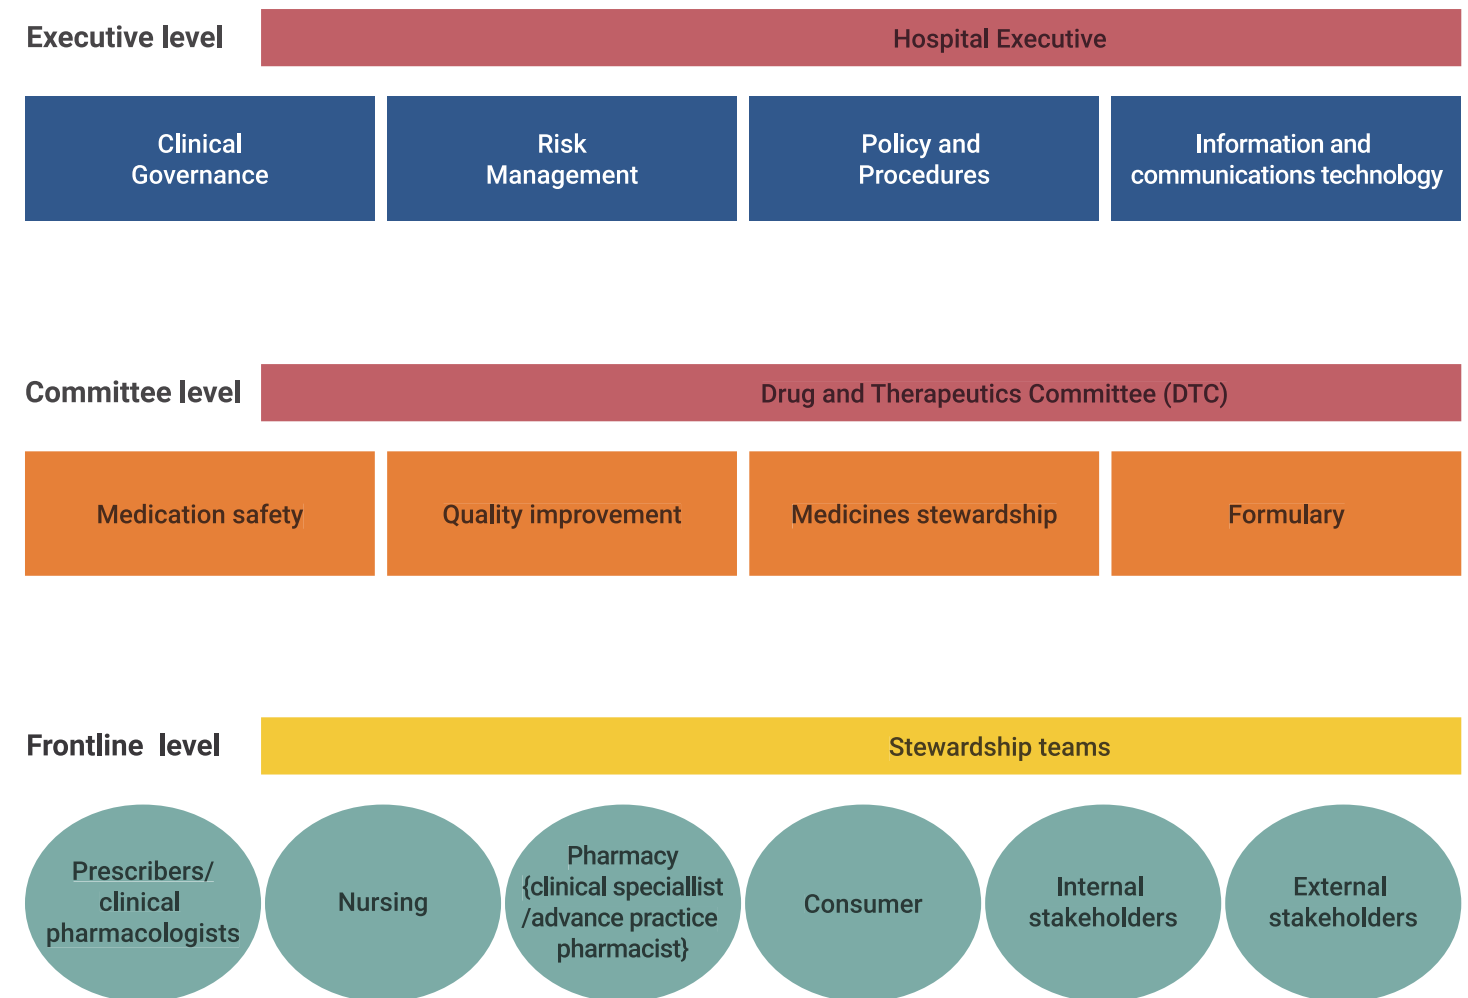 Executive level
Hospital Executive
Clinical
Governance
Risk
Management
Policy and
Procedures
Information and
communications technology
Committee level
Drug and Therapeutics Committee (DTC)
Medication safety
Quality improvement
Medicines stewardship
Formulary
Frontline level
Stewardship teams
Prescribers/
clinical
pharmacologists
Nursing
Pharmacy
{clinical speciallist
/advance practice
pharmacist}
Consumer
Internal
stakeholders
External
stakeholders